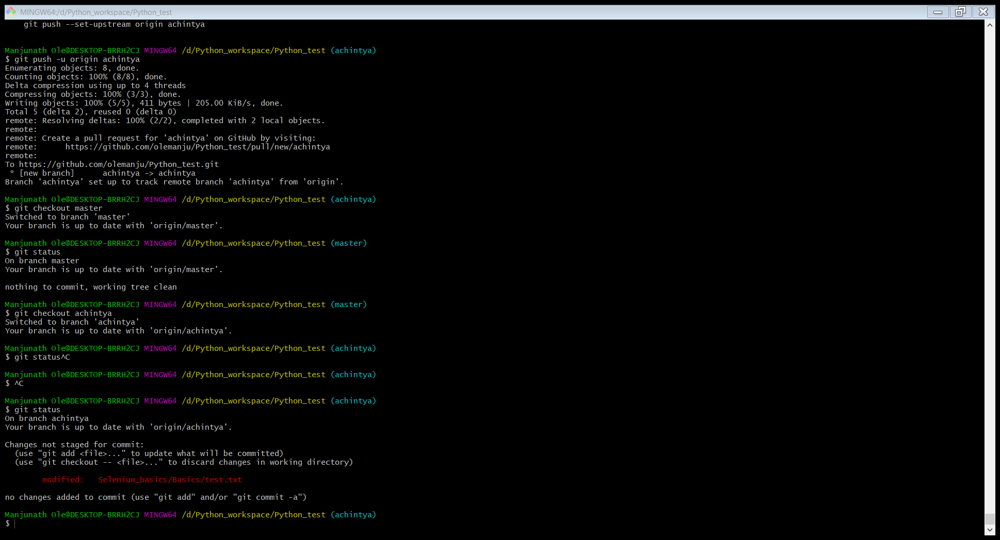 MINGW64:/d/Python_workspace/Python_test
git push --set-upstream origin achintya
Manjunath Ole@DESKTOP-BRRH2CJ MINGW64 /d/Python_workspace/Python_test (achintya)
$ git push -u origin achintya
Enumerating objects: 8, done.
Counting objects: 100% (8/8), done.
Delta compression using up to 4 threads
Compressing objects: 100% (3/3), done.
Writing objects: 100% (5/5), 411 bytes | 205.00 KiB/s, done.
Total 5 (delta 2), reused 0 (delta 0)
remote: Resolving deltas: 100% (2/2), completed with 2 local objects.
remote:
remote: Create a pull request for 'achintya' on GitHub by visiting:
remote:      https://github.com/olemanju/Python_test/pull/new/achintya
remote:
To https://github.com/olemanju/Python_test.git
 * [new branch]      achintya -> achintya
Branch 'achintya' set up to track remote branch 'achintya' from 'origin'.
Manjunath Ole@DESKTOP-BRRH2CJ MINGW64 /d/Python_workspace/Python_test (achintya)
$ git checkout master
Switched to branch 'master'
Your branch is up to date with 'origin/master'.
Manjunath Ole@DESKTOP-BRRH2CJ MINGW64 /d/Python_workspace/Python_test (master)
$ git status
On branch master
Your branch is up to date with 'origin/master'.
nothing to commit, working tree clean
Manjunath Ole@DESKTOP-BRRH2CJ MINGW64 /d/Python_workspace/Python_test (master)
$ git checkout achintya
Switched to branch 'achintya'
Your branch is up to date with 'origin/achintya'.
Manjunath Ole@DESKTOP-BRRH2CJ MINGW64 /d/Python_workspace/Python_test (achintya)
$ git status^C
Manjunath Ole@DESKTOP-BRRH2CJ MINGW64 /d/Python_workspace/Python_test (achintya)
$ ^C
Manjunath Ole@DESKTOP-BRRH2CJ MINGW64 /d/Python_workspace/Python_test (achintya)
$ git status
On branch achintya
Your branch is up to date with 'origin/achintya'.
Changes not staged for commit:
  (use "git add <file>..." to update what will be committed)
  (use "git checkout -- <file>..." to discard changes in working directory)
        modified:   Selenium_basics/Basics/test.txt
no changes added to commit (use "git add" and/or "git commit -a")
Manjunath Ole@DESKTOP-BRRH2CJ MINGW64 /d/Python_workspace/Python_test (achintya)
$